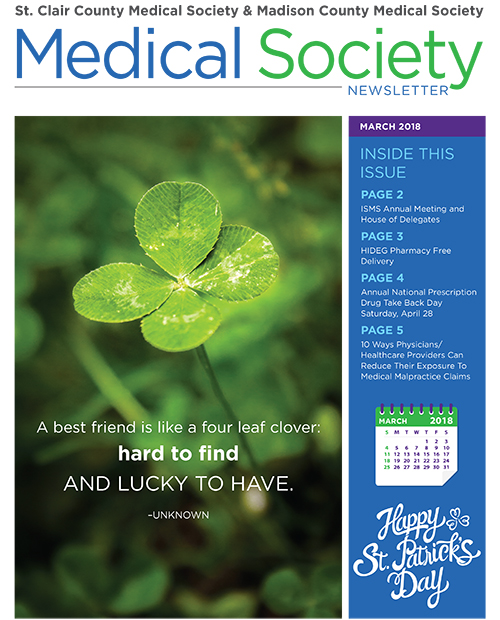 St. Clair County Medical Society & Madison County Medical Society
Medical Society
NEWSLETTER
MARCH 2018
INSIDE THIS
ISSUE
PAGE 2
ISMS Annual Meeting and
House of Delegates
PAGE 3
HIDEG Pharmacy Free
Delivery
PAGE 4
Annual National Prescription
Drug Take Back Day
Saturday, April 28
PAGE 5
10 Ways Physicians/
Healthcare Providers Can
Reduce Their Exposure To
Medical Malpractice Claims
A best friend is like a four leaf clover:
hard to find
AND LUCKY TO HAVE.
–UNKNOWN
MARCH 2018
S M T W T F S
1 2 3
4 5 6 7 8 9 10
11 12 13 14 15 16 17
18 19 20 21 22 23 24
25 26 27 28 29 30 31
Happy
St. Patrick's
Day